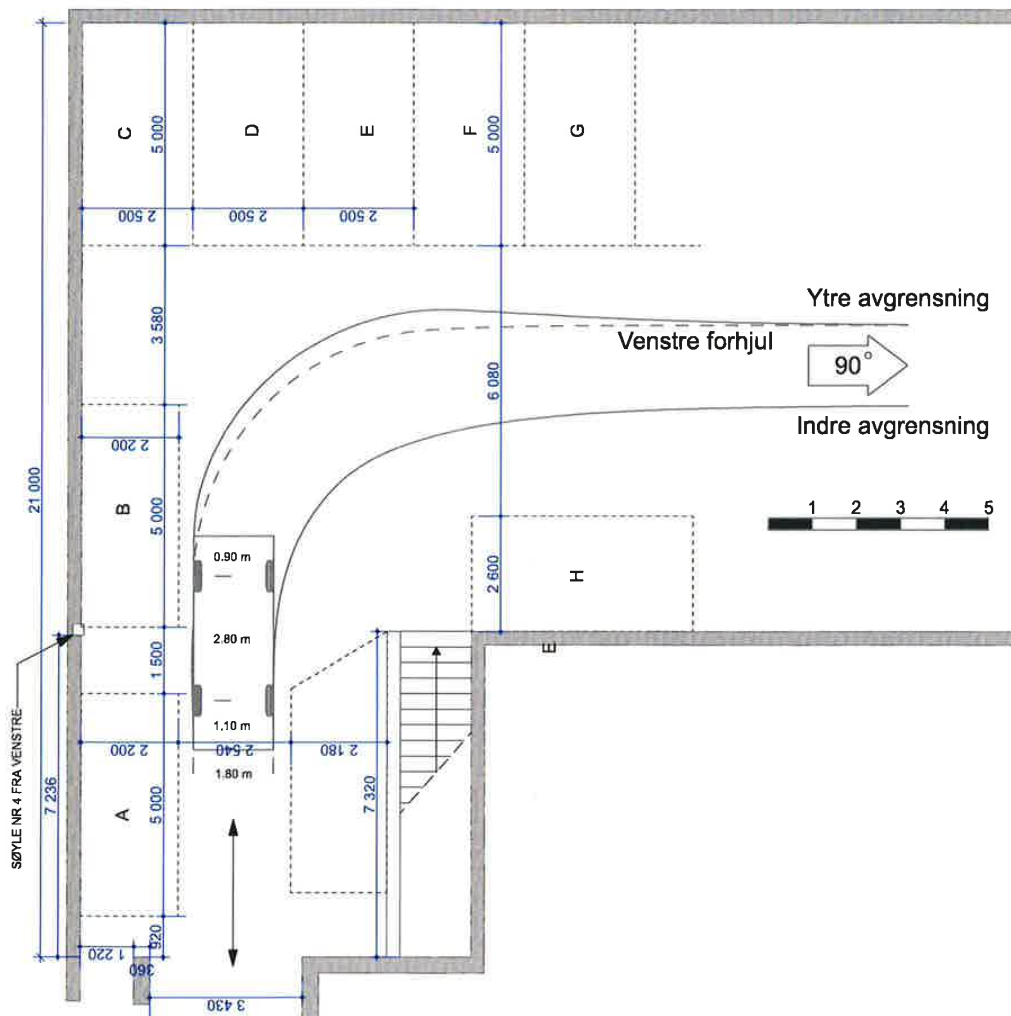 C
D
E
F
G
5 000
5 000
2 500
2 500
2 500
Ytre avgrensning
Venstre forhjul
90°
Indre avgrensning
3 580
6 080
21 000
2 200
B
5 000
1 2 3 4 5
0.90 m
2 600
H
E
2.80 m
1 500
1.10 m
2 200
2 540
2 180
1.80 m
SØYLE NR 4 FRA VENSTRE
7 236
A
5 000
7 320
920
1 220
360
3 430